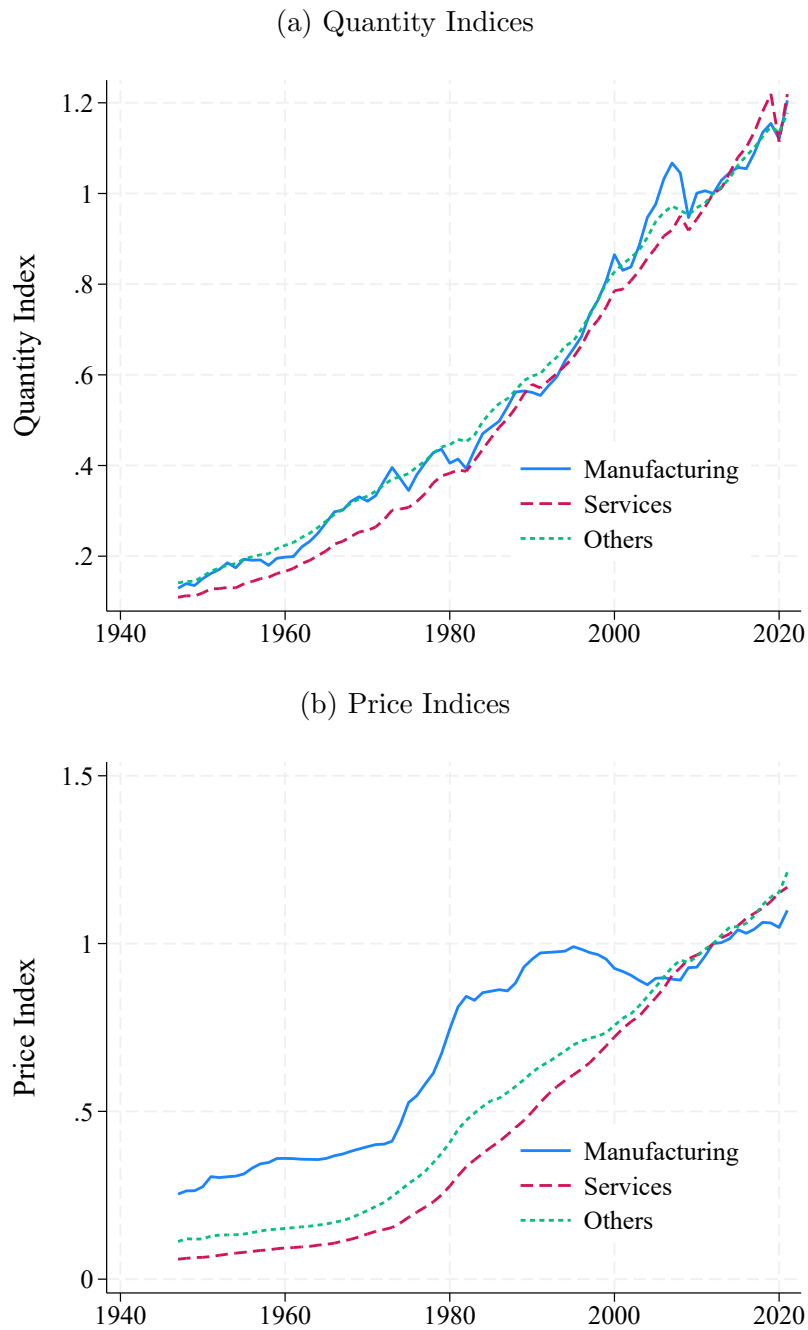 (a) Quantity Indices
Quantity Index
1.2
1
.8
.6
.4
.2
Manufacturing
Services
Others
1940 1960 1980 2000 2020
(b) Price Indices
Price Index
1.5
1
.5
0
Manufacturing
Services
Others
1940 1960 1980 2000 2020